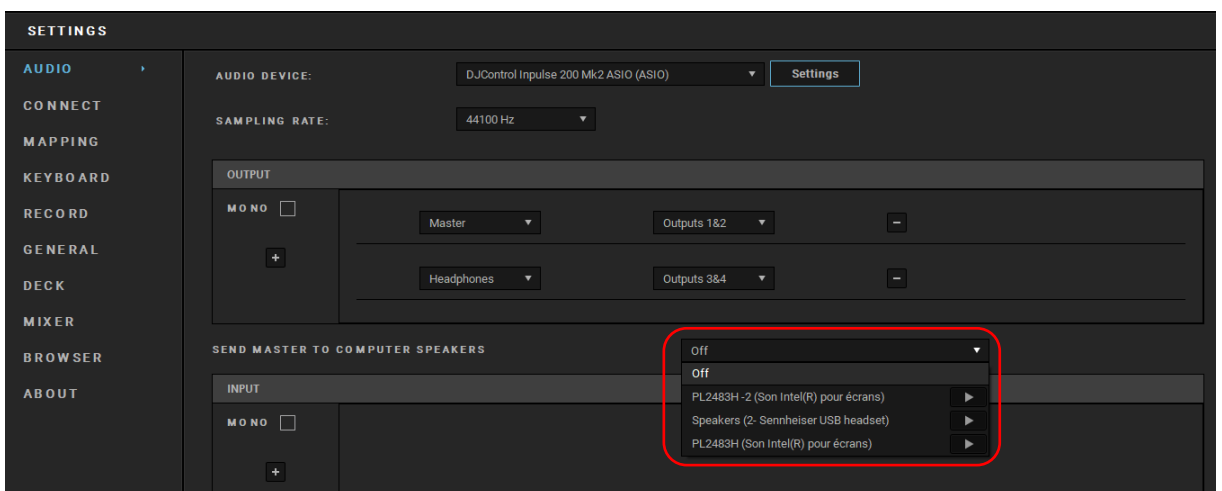 SETTINGS
AUDIO
CONNECT
MAPPING
KEYBOARD
RECORD
GENERAL
DECK
MIXER
BROWSER
ABOUT
AUDIO DEVICE: DJControl Inpulse 200 Mk2 ASIO (ASIO) Settings
SAMPLING RATE: 44100 Hz
OUTPUT
MONO
Master Outputs 1&2 −
+
Headphones Outputs 3&4 −
SEND MASTER TO COMPUTER SPEAKERS Off
Off
PL2483H -2 (Son Intel(R) pour écrans)
Speakers (2- Sennheiser USB headset)
PL2483H (Son Intel(R) pour écrans)
INPUT
MONO
+